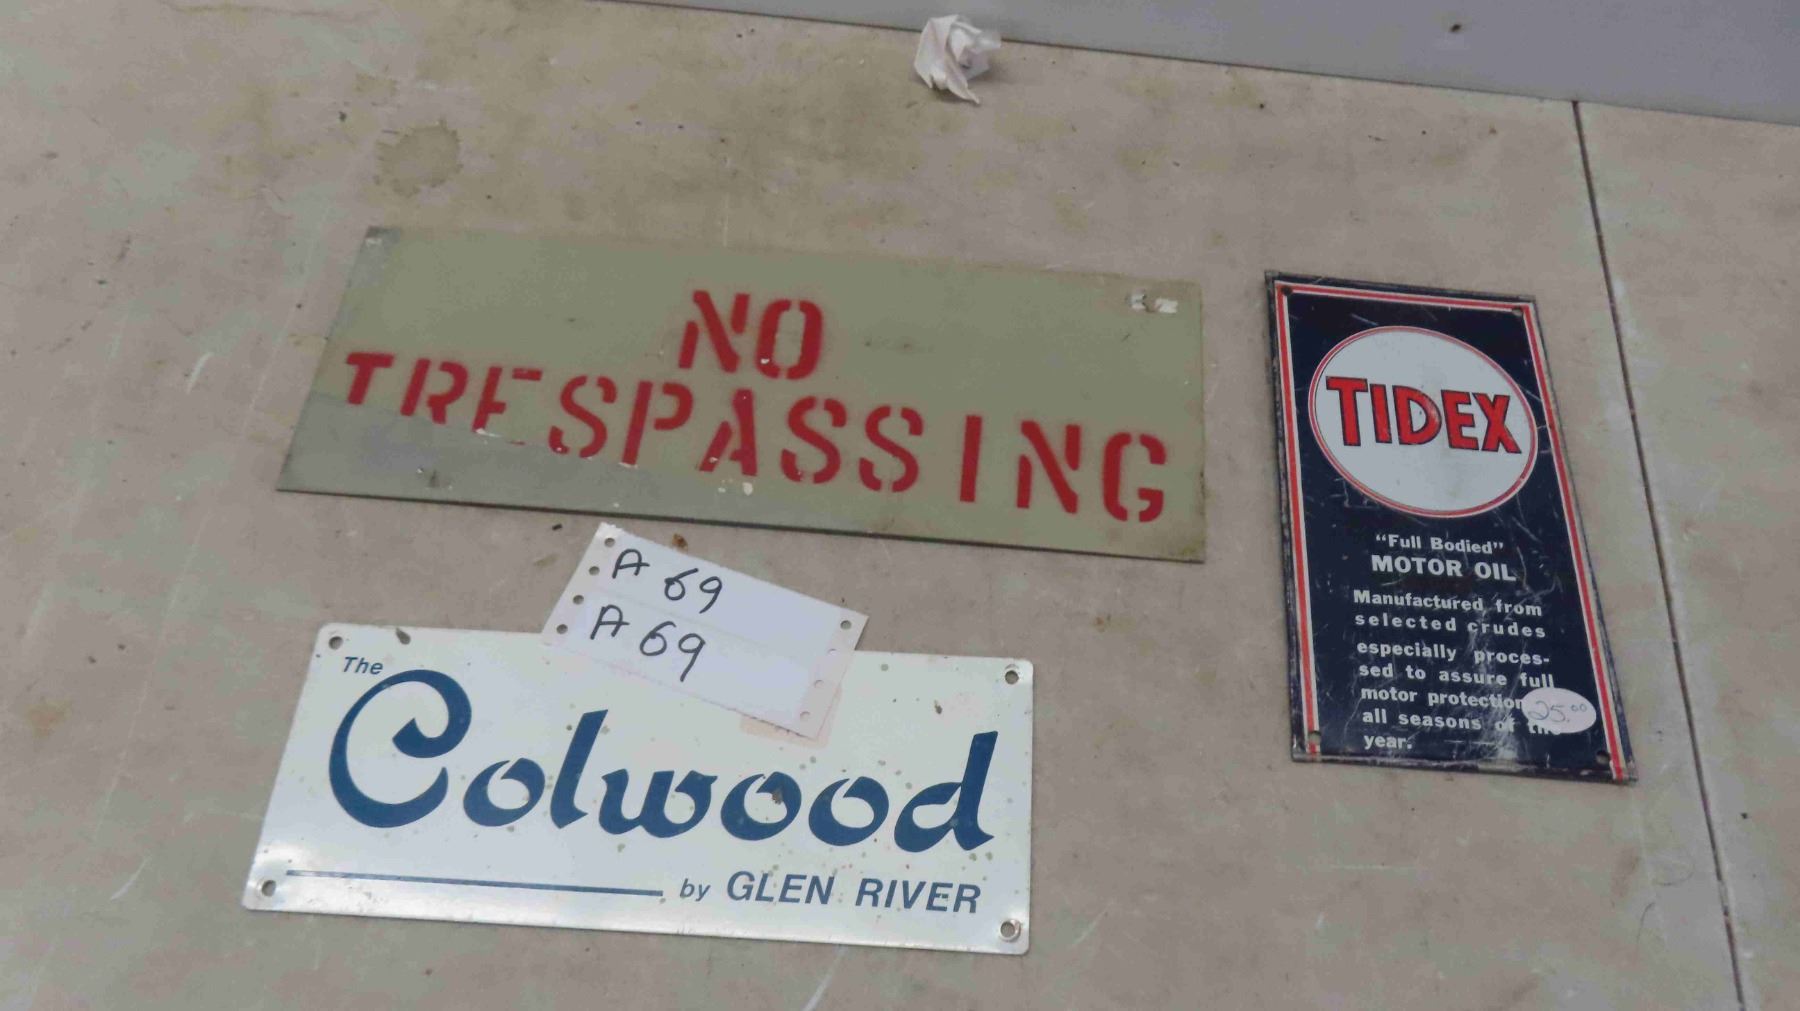 NO
TRESPASSING
A 69
A 69
The
Colwood
by GLEN RIVER
TIDEX
"Full Bodied"
MOTOR OIL
Manufactured from
selected crudes
especially proces-
sed to assure full
motor protection
all seasons of the
year.
25.00